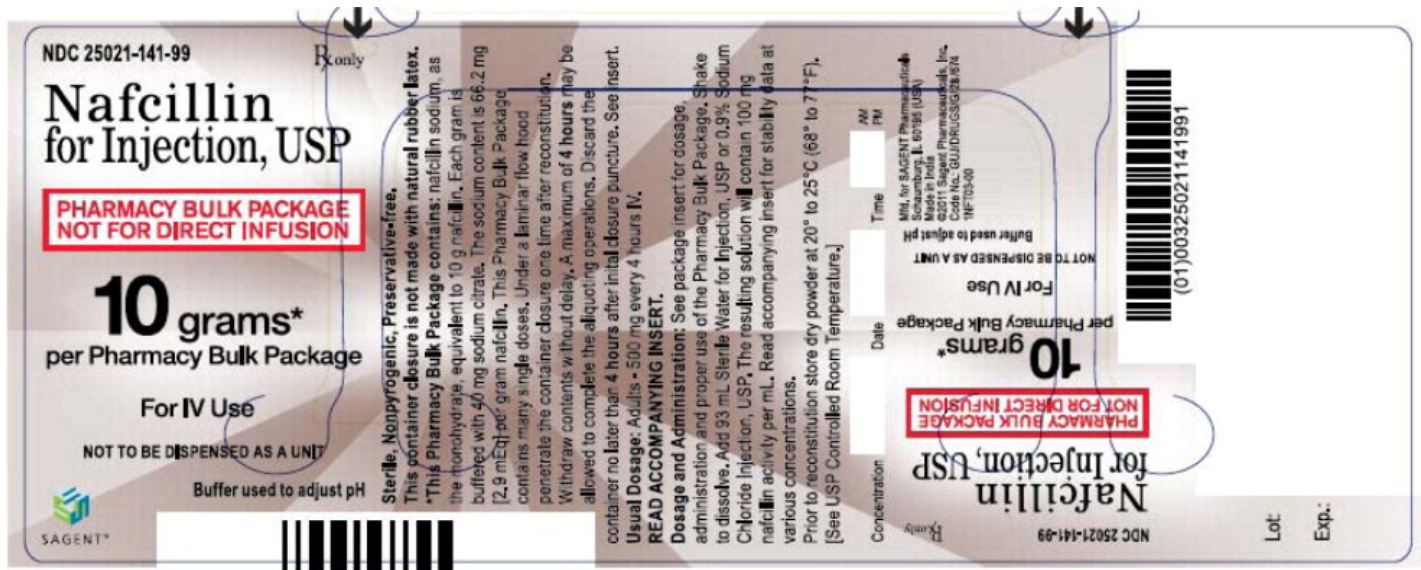 NDC 25021-141-99
Rx only
Nafcillin
for Injection, USP
PHARMACY BULK PACKAGE
NOT FOR DIRECT INFUSION
10 grams*
per Pharmacy Bulk Package
For IV Use
NOT TO BE DISPENSED AS A UNIT
Buffer used to adjust pH
SAGENT™
Sterile, Nonpyrogenic, Preservative-free.
This container closure is not made with natural rubber latex.
*This Pharmacy Bulk Package contains: nafcillin sodium, as
the monohydrate, equivalent to 10 g nafcillin. Each gram is
buffered with 40 mg sodium citrate. The sodium content is 66.2 mg
[2.9 mEq] per gram nafcillin. This Pharmacy Bulk Package
contains many single doses. Under a laminar flow hood
penetrate the container closure one time after reconstitution.
Withdraw contents without delay. A maximum of 4 hours may be
allowed to complete the aliquoting operations. Discard the
container no later than 4 hours after inital closure puncture. See insert.
Usual Dosage: Adults - 500 mg every 4 hours IV.
READ ACCOMPANYING INSERT.
Dosage and Administration: See package insert for dosage,
administration and proper use of the Pharmacy Bulk Package. Shake
to dissolve. Add 93 mL Sterile Water for Injection, USP or 0.9% Sodium
Chloride Injection, USP. The resulting solution will contain 100 mg
nafcillin activity per mL. Read accompanying insert for stability data at
various concentrations.
Prior to reconstitution store dry powder at 20° to 25°C (68° to 77°F).
[See USP Controlled Room Temperature.]
Concentration Date Time AM
PM
Mfd. for SAGENT Pharmaceuticals
Schaumburg, IL 60195 (USA)
Made in India
©2011 Sagent Pharmaceuticals, Inc.
Code No.: GUJ/DRUGS/G/28/674
1NFT03-00
NDC 25021-141-99
Rx only
Nafcillin
for Injection, USP
PHARMACY BULK PACKAGE
NOT FOR DIRECT INFUSION
10 grams*
per Pharmacy Bulk Package
For IV Use
NOT TO BE DISPENSED AS A UNIT
Buffer used to adjust pH
(01)00325021141991
Lot:
Exp.: